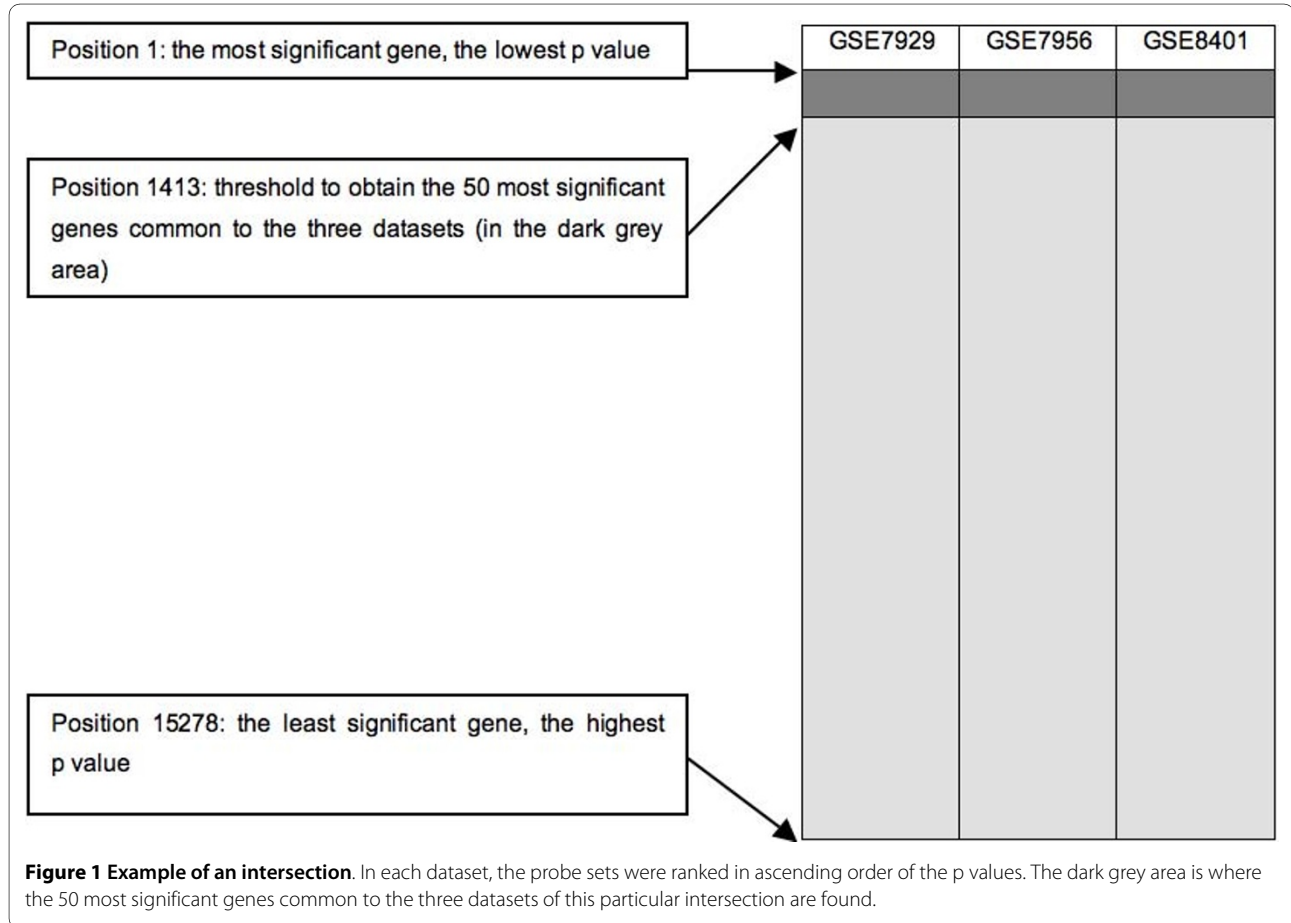 Position 1: the most significant gene, the lowest p value
GSE7929 GSE7956 GSE8401
Position 1413: threshold to obtain the 50 most significant
genes common to the three datasets (in the dark grey
area)
Position 15278: the least significant gene, the highest
p value
Figure 1 Example of an intersection. In each dataset, the probe sets were ranked in ascending order of the p values. The dark grey area is where
the 50 most significant genes common to the three datasets of this particular intersection are found.